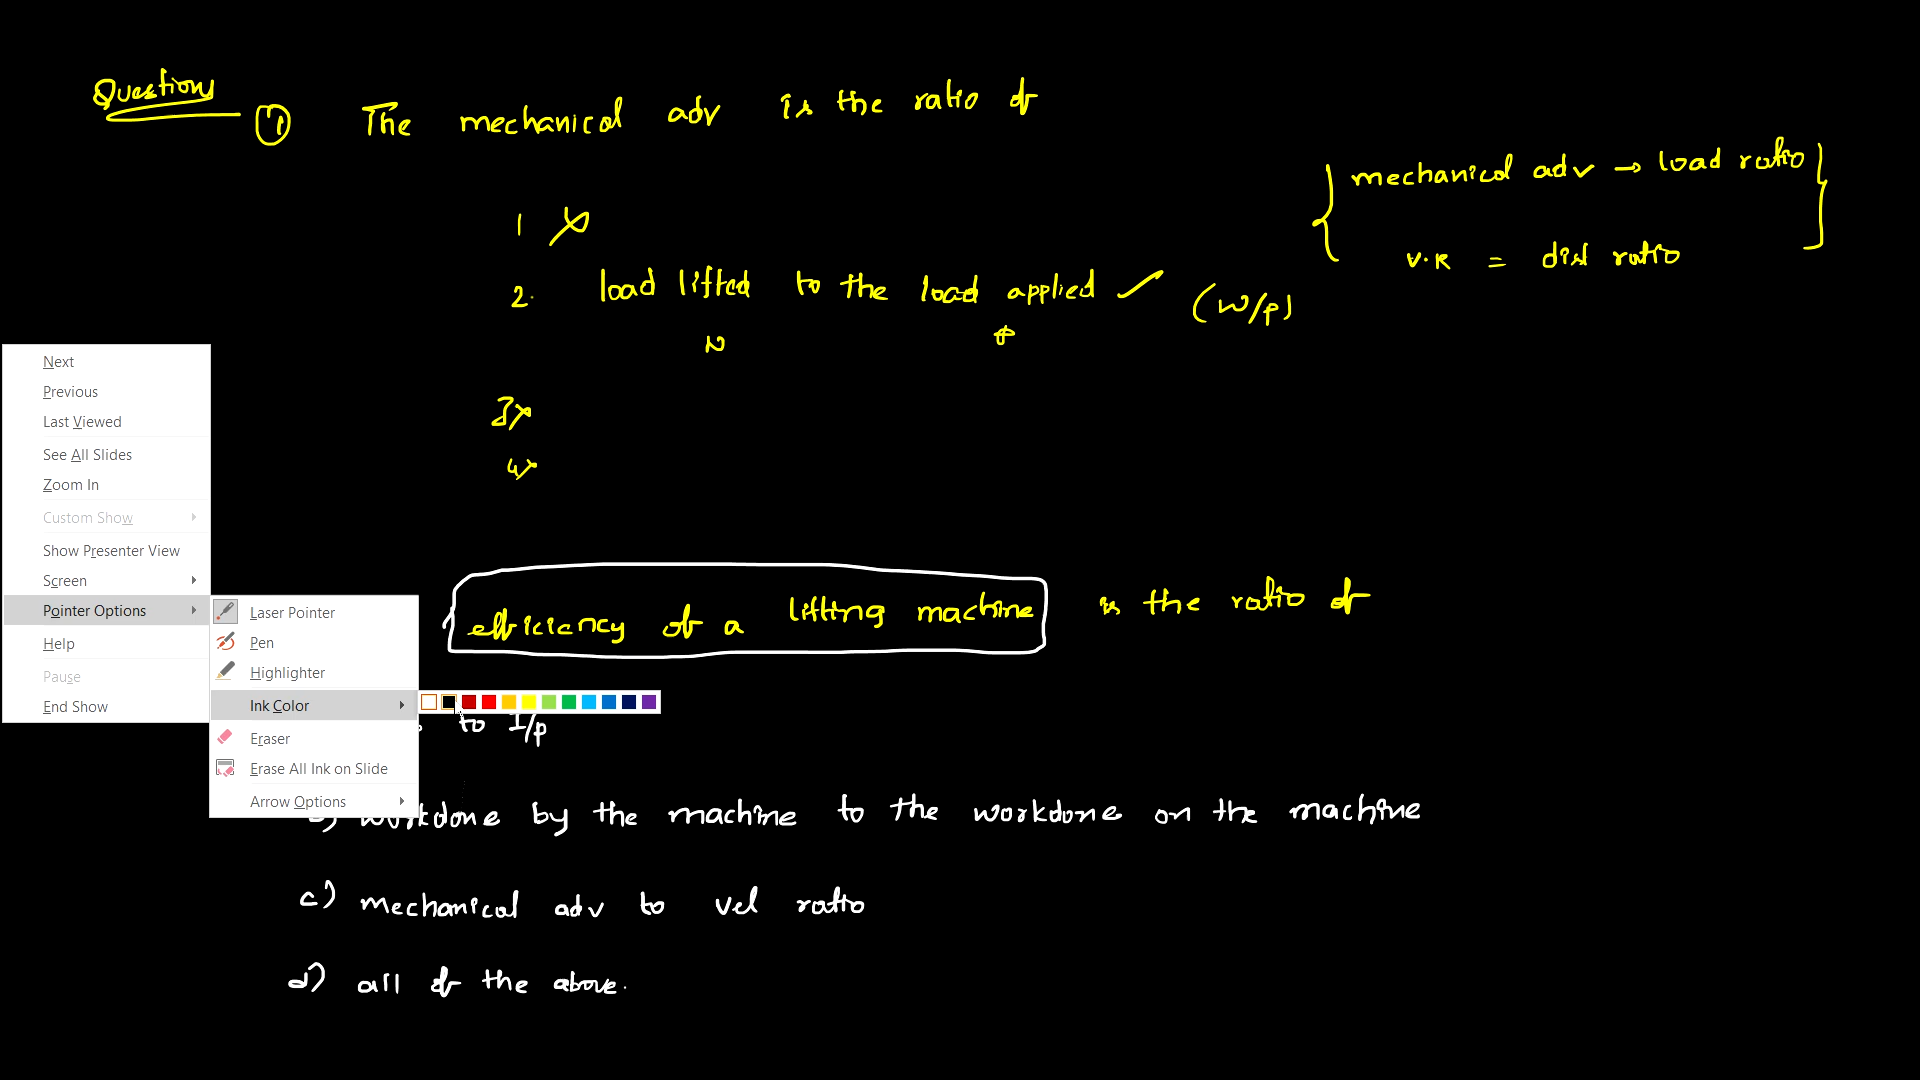 Questions
① The mechanical adv is the ratio of
1
2. load lifted to the load applied (W/P)
W P
3
4
{ mechanical adv → load ratio }
V.R = dist ratio
Next
Previous
Last Viewed
See All Slides
Zoom In
Custom Show
Show Presenter View
Screen
Pointer Options
Help
Pause
End Show
Laser Pointer
Pen
Highlighter
Ink Color
Eraser
Erase All Ink on Slide
Arrow Options
efficiency of a lifting machine is the ratio of
to I/p
workdone by the machine to the workdone on the machine
c) mechanical adv to vel ratio
d) all of the above.